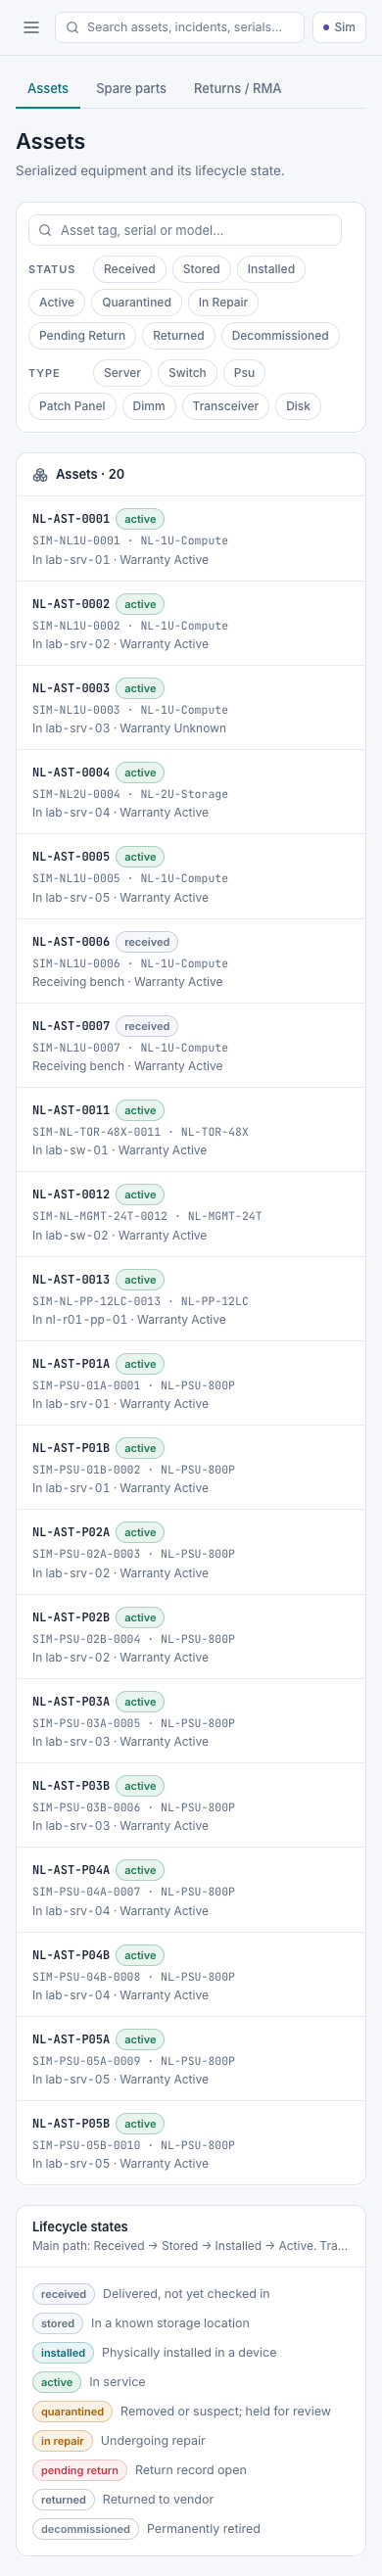 Search assets, incidents, serials...
Sim
Assets
Spare parts
Returns / RMA
Assets
Serialized equipment and its lifecycle state.
Asset tag, serial or model...
STATUS
Received
Stored
Installed
Active
Quarantined
In Repair
Pending Return
Returned
Decommissioned
TYPE
Server
Switch
Psu
Patch Panel
Dimm
Transceiver
Disk
Assets · 20
NL-AST-0001 active
SIM-NL1U-0001 · NL-1U-Compute
In lab-srv-01 · Warranty Active
NL-AST-0002 active
SIM-NL1U-0002 · NL-1U-Compute
In lab-srv-02 · Warranty Active
NL-AST-0003 active
SIM-NL1U-0003 · NL-1U-Compute
In lab-srv-03 · Warranty Unknown
NL-AST-0004 active
SIM-NL2U-0004 · NL-2U-Storage
In lab-srv-04 · Warranty Active
NL-AST-0005 active
SIM-NL1U-0005 · NL-1U-Compute
In lab-srv-05 · Warranty Active
NL-AST-0006 received
SIM-NL1U-0006 · NL-1U-Compute
Receiving bench · Warranty Active
NL-AST-0007 received
SIM-NL1U-0007 · NL-1U-Compute
Receiving bench · Warranty Active
NL-AST-0011 active
SIM-NL-TOR-48X-0011 · NL-TOR-48X
In lab-sw-01 · Warranty Active
NL-AST-0012 active
SIM-NL-MGMT-24T-0012 · NL-MGMT-24T
In lab-sw-02 · Warranty Active
NL-AST-0013 active
SIM-NL-PP-12LC-0013 · NL-PP-12LC
In nl-r01-pp-01 · Warranty Active
NL-AST-P01A active
SIM-PSU-01A-0001 · NL-PSU-800P
In lab-srv-01 · Warranty Active
NL-AST-P01B active
SIM-PSU-01B-0002 · NL-PSU-800P
In lab-srv-01 · Warranty Active
NL-AST-P02A active
SIM-PSU-02A-0003 · NL-PSU-800P
In lab-srv-02 · Warranty Active
NL-AST-P02B active
SIM-PSU-02B-0004 · NL-PSU-800P
In lab-srv-02 · Warranty Active
NL-AST-P03A active
SIM-PSU-03A-0005 · NL-PSU-800P
In lab-srv-03 · Warranty Active
NL-AST-P03B active
SIM-PSU-03B-0006 · NL-PSU-800P
In lab-srv-03 · Warranty Active
NL-AST-P04A active
SIM-PSU-04A-0007 · NL-PSU-800P
In lab-srv-04 · Warranty Active
NL-AST-P04B active
SIM-PSU-04B-0008 · NL-PSU-800P
In lab-srv-04 · Warranty Active
NL-AST-P05A active
SIM-PSU-05A-0009 · NL-PSU-800P
In lab-srv-05 · Warranty Active
NL-AST-P05B active
SIM-PSU-05B-0010 · NL-PSU-800P
In lab-srv-05 · Warranty Active
Lifecycle states
Main path: Received → Stored → Installed → Active. Tra...
received Delivered, not yet checked in
stored In a known storage location
installed Physically installed in a device
active In service
quarantined Removed or suspect; held for review
in repair Undergoing repair
pending return Return record open
returned Returned to vendor
decommissioned Permanently retired